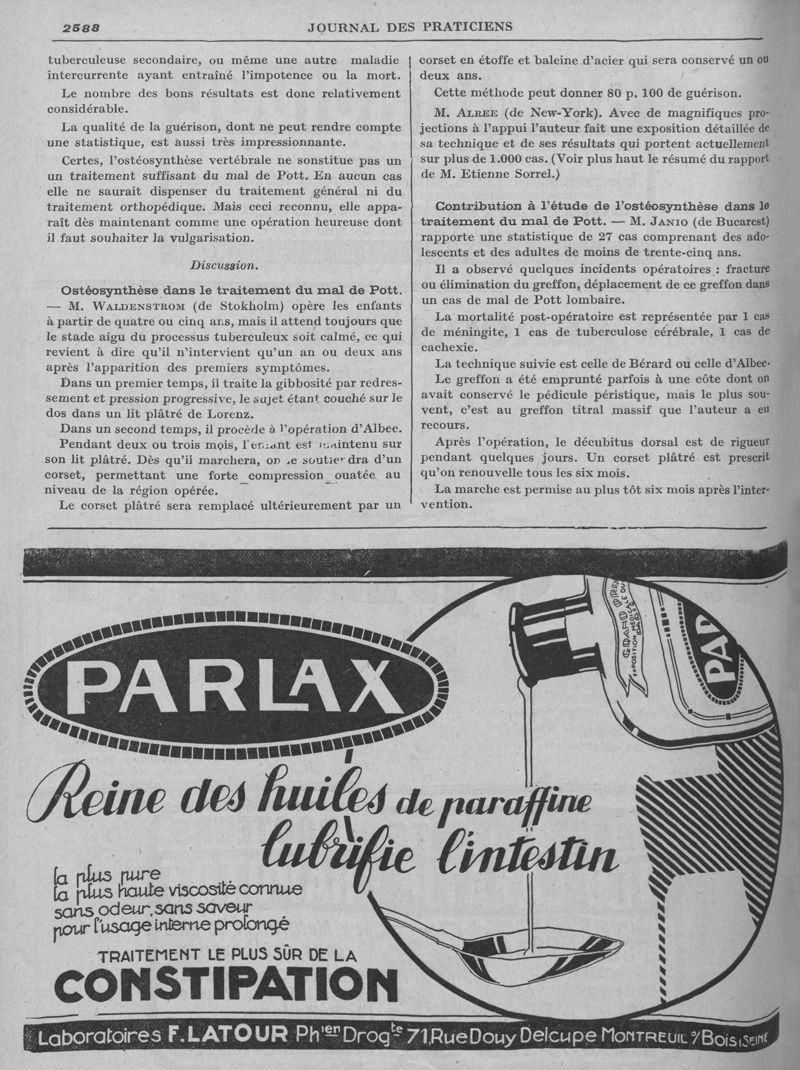 2588
JOURNAL DES PRATICIENS
tuberculeuse secondaire, ou même une autre maladie
intercurrente ayant entraîné l'impotence ou la mort.
Le nombre des bons résultats est donc relativement
considérable.
La qualité de la guérison, dont ne peut rendre compte
une statistique, est aussi très impressionnante.
Certes, l'ostéosynthèse vertébrale ne sonstitue pas un
un traitement suffisant du mal de Pott. En aucun cas
elle ne saurait dispenser du traitement général ni du
traitement orthopédique. Mais ceci reconnu, elle appa-
raît dès maintenant comme une opération heureuse dont
il faut souhaiter la vulgarisation.
Discussion.
Ostéosynthèse dans le traitement du mal de Pott.
— M. WALDENSTROM (de Stokholm) opère les enfants
à partir de quatre ou cinq ans, mais il attend toujours que
le stade aigu du processus tuberculeux soit calmé, ce qui
revient à dire qu'il n'intervient qu'un an ou deux ans
après l'apparition des premiers symptômes.
Dans un premier temps, il traite la gibbosité par redres-
sement et pression progressive, le sujet étant couché sur le
dos dans un lit plâtré de Lorenz.
Dans un second temps, il procède à l'opération d'Albee.
Pendant deux ou trois mois, l'enfant est maintenu sur
son lit plâtré. Dès qu'il marchera, on le soutiendra d'un
corset, permettant une forte compression ouatée au
niveau de la région opérée.
Le corset plâtré sera remplacé ultérieurement par un
corset en étoffe et baleine d'acier qui sera conservé un ou
deux ans.
Cette méthode peut donner 80 p. 100 de guérison.
M. ALBEE (de New-York). Avec de magnifiques pro-
jections à l'appui l'auteur fait une exposition détaillée de
sa technique et de ses résultats qui portent actuellement
sur plus de 1.000 cas. (Voir plus haut le résumé du rapport
de M. Etienne Sorrel.)
Contribution à l'étude de l'ostéosynthèse dans le
traitement du mal de Pott. — M. JANIO (de Bucarest)
rapporte une statistique de 27 cas comprenant des ado-
lescents et des adultes de moins de trente-cinq ans.
Il a observé quelques incidents opératoires : fracture
ou élimination du greffon, déplacement de ce greffon dans
un cas de mal de Pott lombaire.
La mortalité post-opératoire est représentée par 1 cas
de méningite, 1 cas de tuberculose cérébrale, 1 cas de
cachexie.
La technique suivie est celle de Bérard ou celle d'Albee.
Le greffon a été emprunté parfois à une côte dont on
avait conservé le pédicule péristique, mais le plus sou-
vent, c'est au greffon titral massif que l'auteur a eu
recours.
Après l'opération, le décubitus dorsal est de rigueur
pendant quelques jours. Un corset plâtré est prescrit
qu'on renouvelle tous les six mois.
La marche est permise au plus tôt six mois après l'inter-
vention.
GRAND PRIX
EXPOSITION MÉDICALE
PAR
PARLAX
Reine des huiles de paraffine
lubrifie l'intestin
la plus pure
la plus haute viscosité connue
sans odeur, sans saveur
pour l'usage interne prolongé
TRAITEMENT LE PLUS SÛR DE LA
CONSTIPATION
Laboratoires F. LATOUR Phien Drogte 71, Rue Douy Delcupe MONTREUIL s/Bois (SEINE